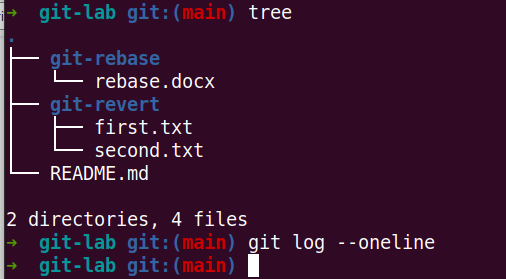 → git-lab git:(main) tree
.
├── git-rebase
│   └── rebase.docx
├── git-revert
│   ├── first.txt
│   └── second.txt
└── README.md
2 directories, 4 files
→ git-lab git:(main) git log --oneline
→ git-lab git:(main)